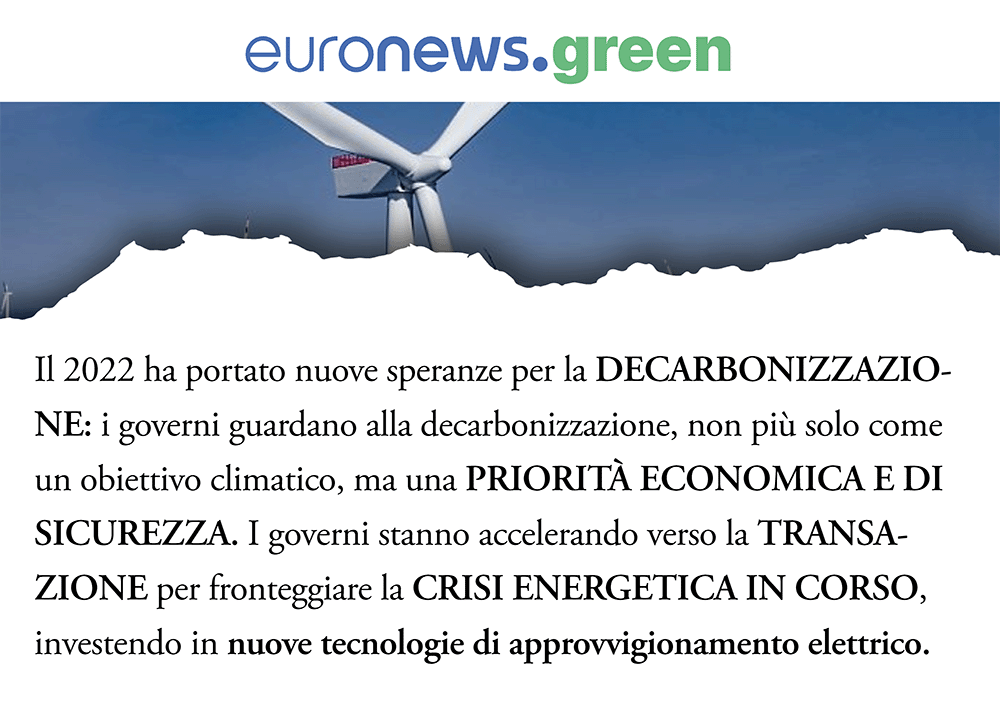 euronews.green
Il 2022 ha portato nuove speranze per la DECARBONIZZAZIO-
NE: i governi guardano alla decarbonizzazione, non più solo come
un obiettivo climatico, ma una PRIORITÀ ECONOMICA E DI
SICUREZZA. I governi stanno accelerando verso la TRANSA-
ZIONE per fronteggiare la CRISI ENERGETICA IN CORSO,
investendo in nuove tecnologie di approvvigionamento elettrico.